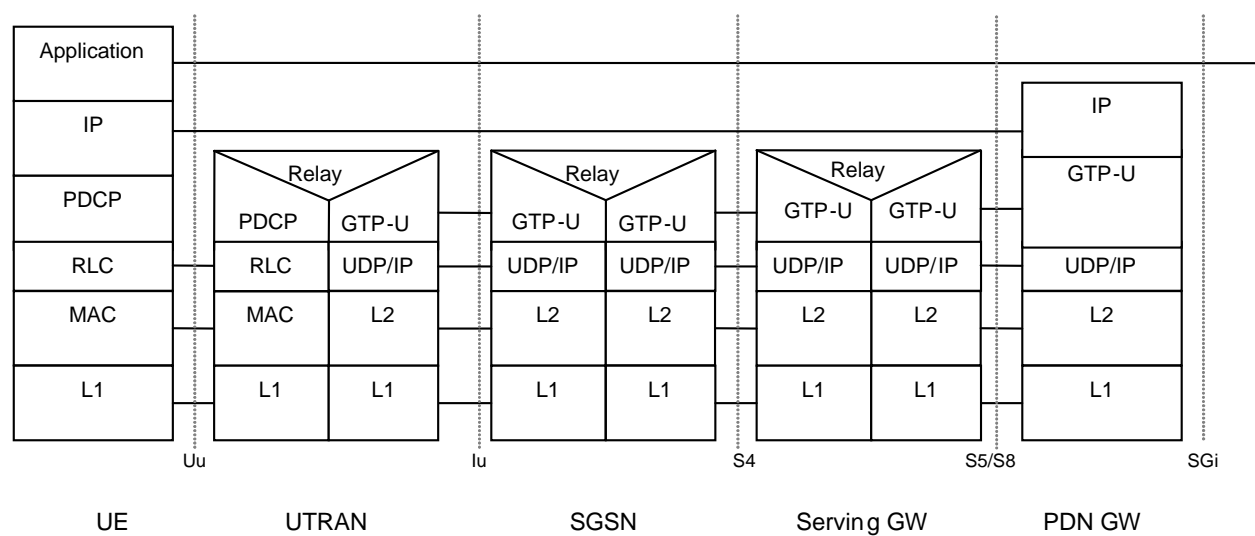 Application
IP
IP
Relay
Relay
Relay
GTP-U
PDCP
PDCP
GTP-U
GTP-U
GTP-U
GTP-U
GTP-U
RLC
RLC
UDP/IP
UDP/IP
UDP/IP
UDP/IP
UDP/IP
UDP/IP
MAC
MAC
L2
L2
L2
L2
L2
L2
L1
L1
L1
L1
L1
L1
L1
L1
Uu
Iu
S4
S5/S8
SGi
UE
UTRAN
SGSN
Serving GW
PDN GW